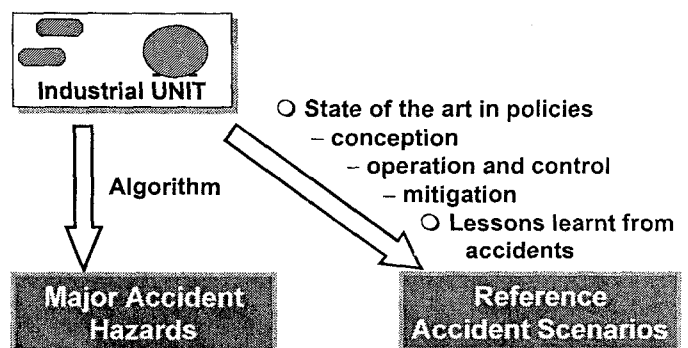 Industrial UNIT
○ State of the art in policies
– conception
– operation and control
– mitigation
Algorithm
○ Lessons learnt from
accidents
Major Accident
Hazards
Reference
Accident Scenarios